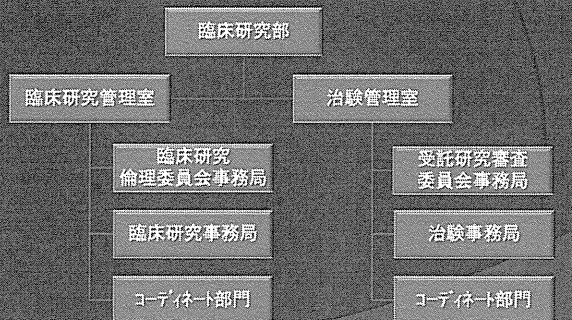 臨床研究部
臨床研究管理室
治験管理室
臨床研究
倫理委員会事務局
受託研究審査
委員会事務局
臨床研究事務局
治験事務局
ｺｰﾃﾞｨﾈｰﾄ部門
ｺｰﾃﾞｨﾈｰﾄ部門